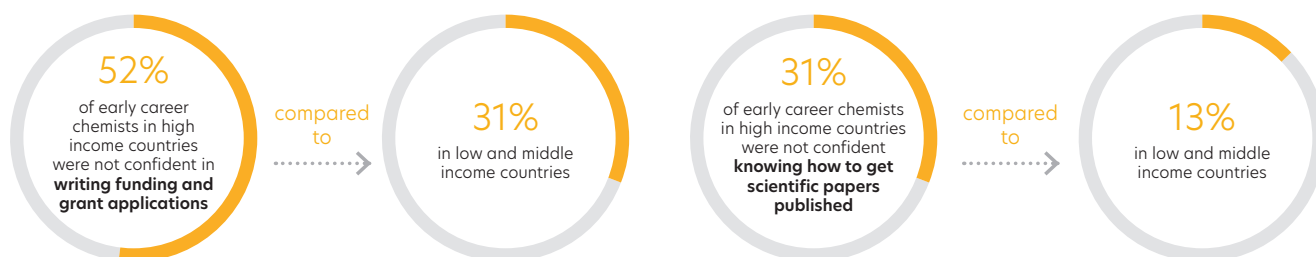 52%
of early career
chemists in high
income countries
were not confident in
writing funding and
grant applications
compared
to
31%
in low and middle
income countries
31%
of early career chemists
in high income countries
were not confident
knowing how to get
scientific papers
published
compared
to
13%
in low and middle
income countries